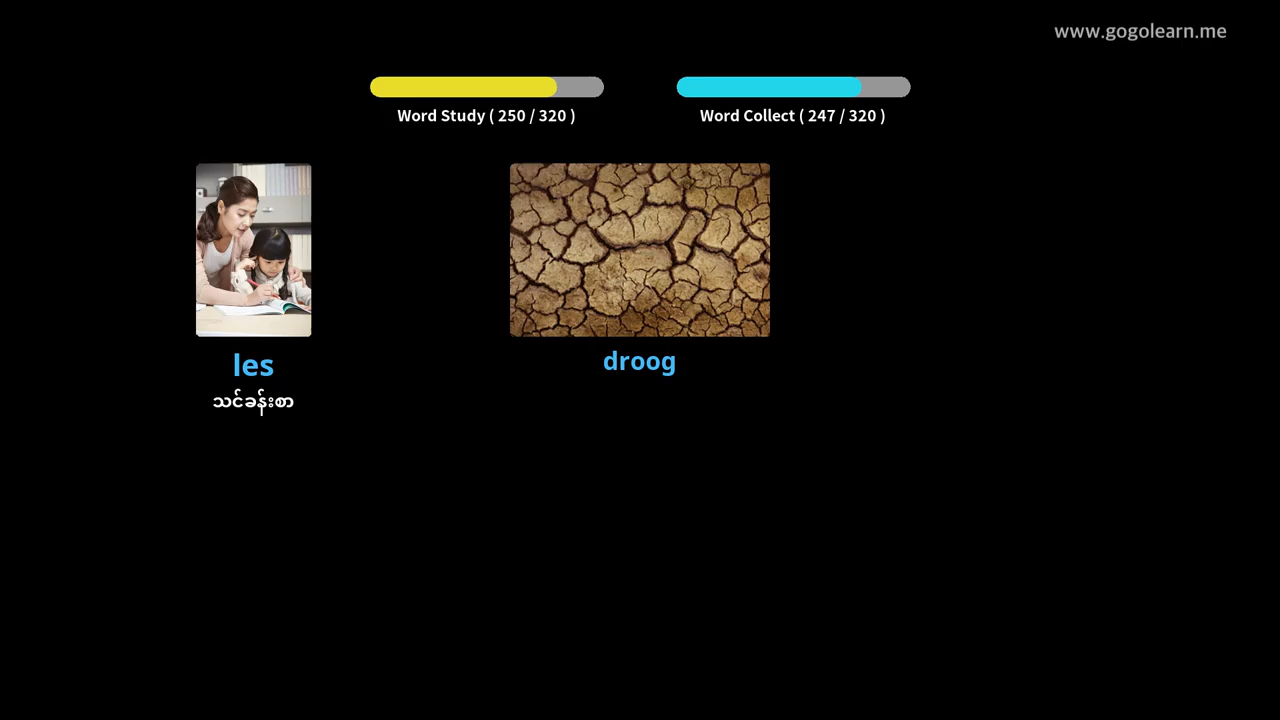 www.gogolearn.me
Word Study ( 250 / 320 )
Word Collect ( 247 / 320 )
les
သင်ခန်းစာ
droog